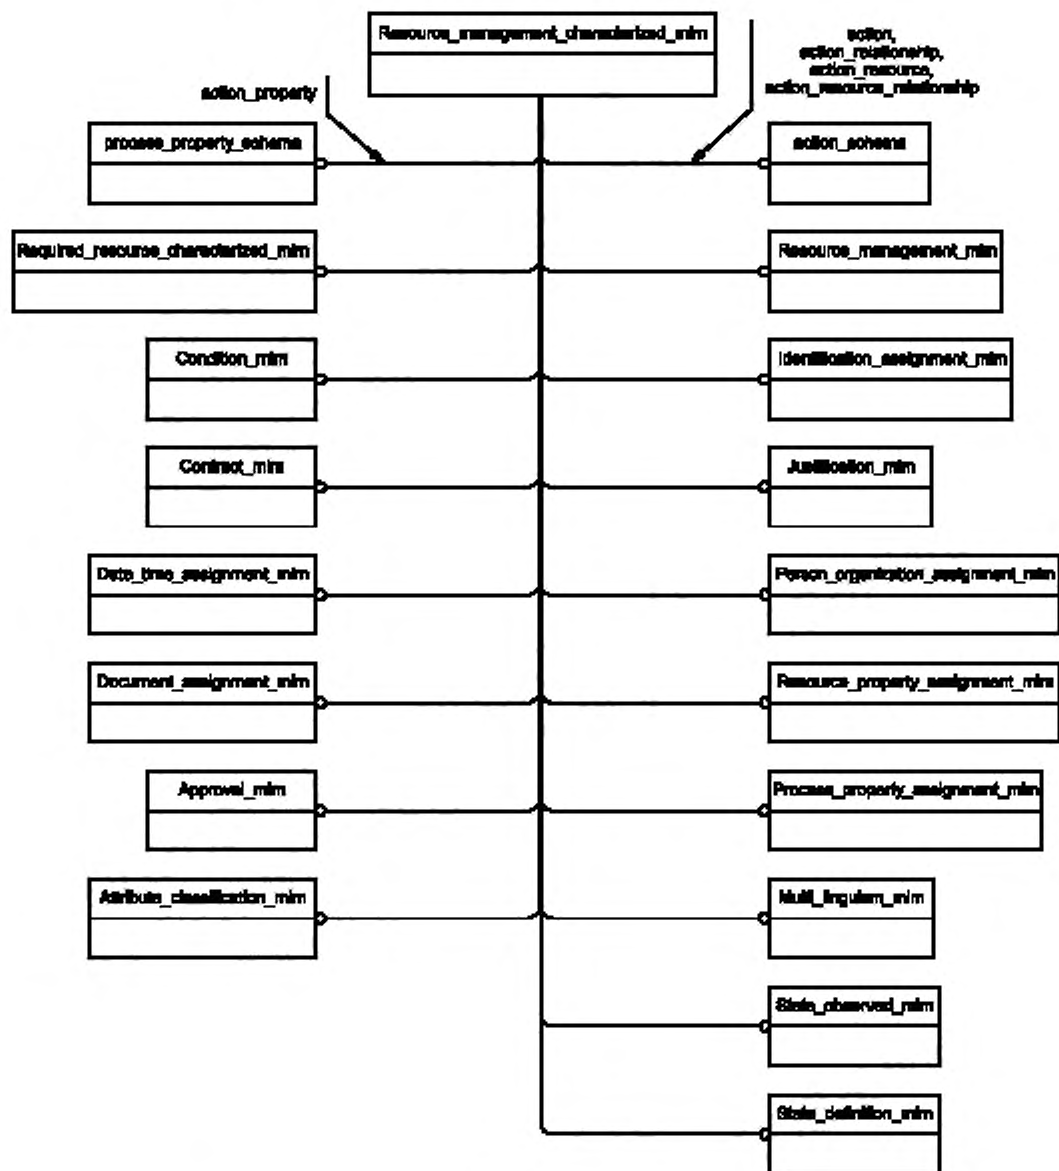 Resource_management_characterized_mim
action,
action_relationship,
action_resource,
action_resource_relationship
action_property
process_property_schema
action_schema
Required_resource_characterized_mim
Resource_management_mim
Condition_mim
Identification_assignment_mim
Contract_mim
Justification_mim
Date_time_assignment_mim
Person_organization_assignment_mim
Document_assignment_mim
Resource_property_assignment_mim
Approval_mim
Process_property_assignment_mim
Attribute_classification_mim
Multi_linguism_mim
State_observed_mim
State_definition_mim